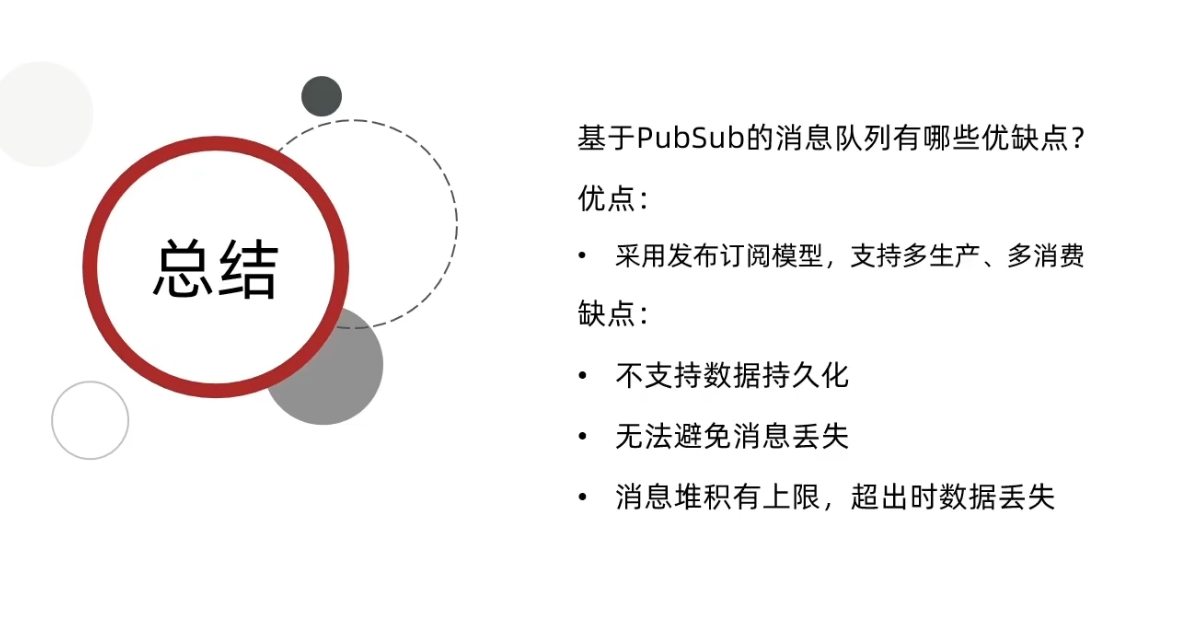 总结
基于PubSub的消息队列有哪些优缺点？
优点：
• 采用发布订阅模型，支持多生产、多消费
缺点：
• 不支持数据持久化
• 无法避免消息丢失
• 消息堆积有上限，超出时数据丢失